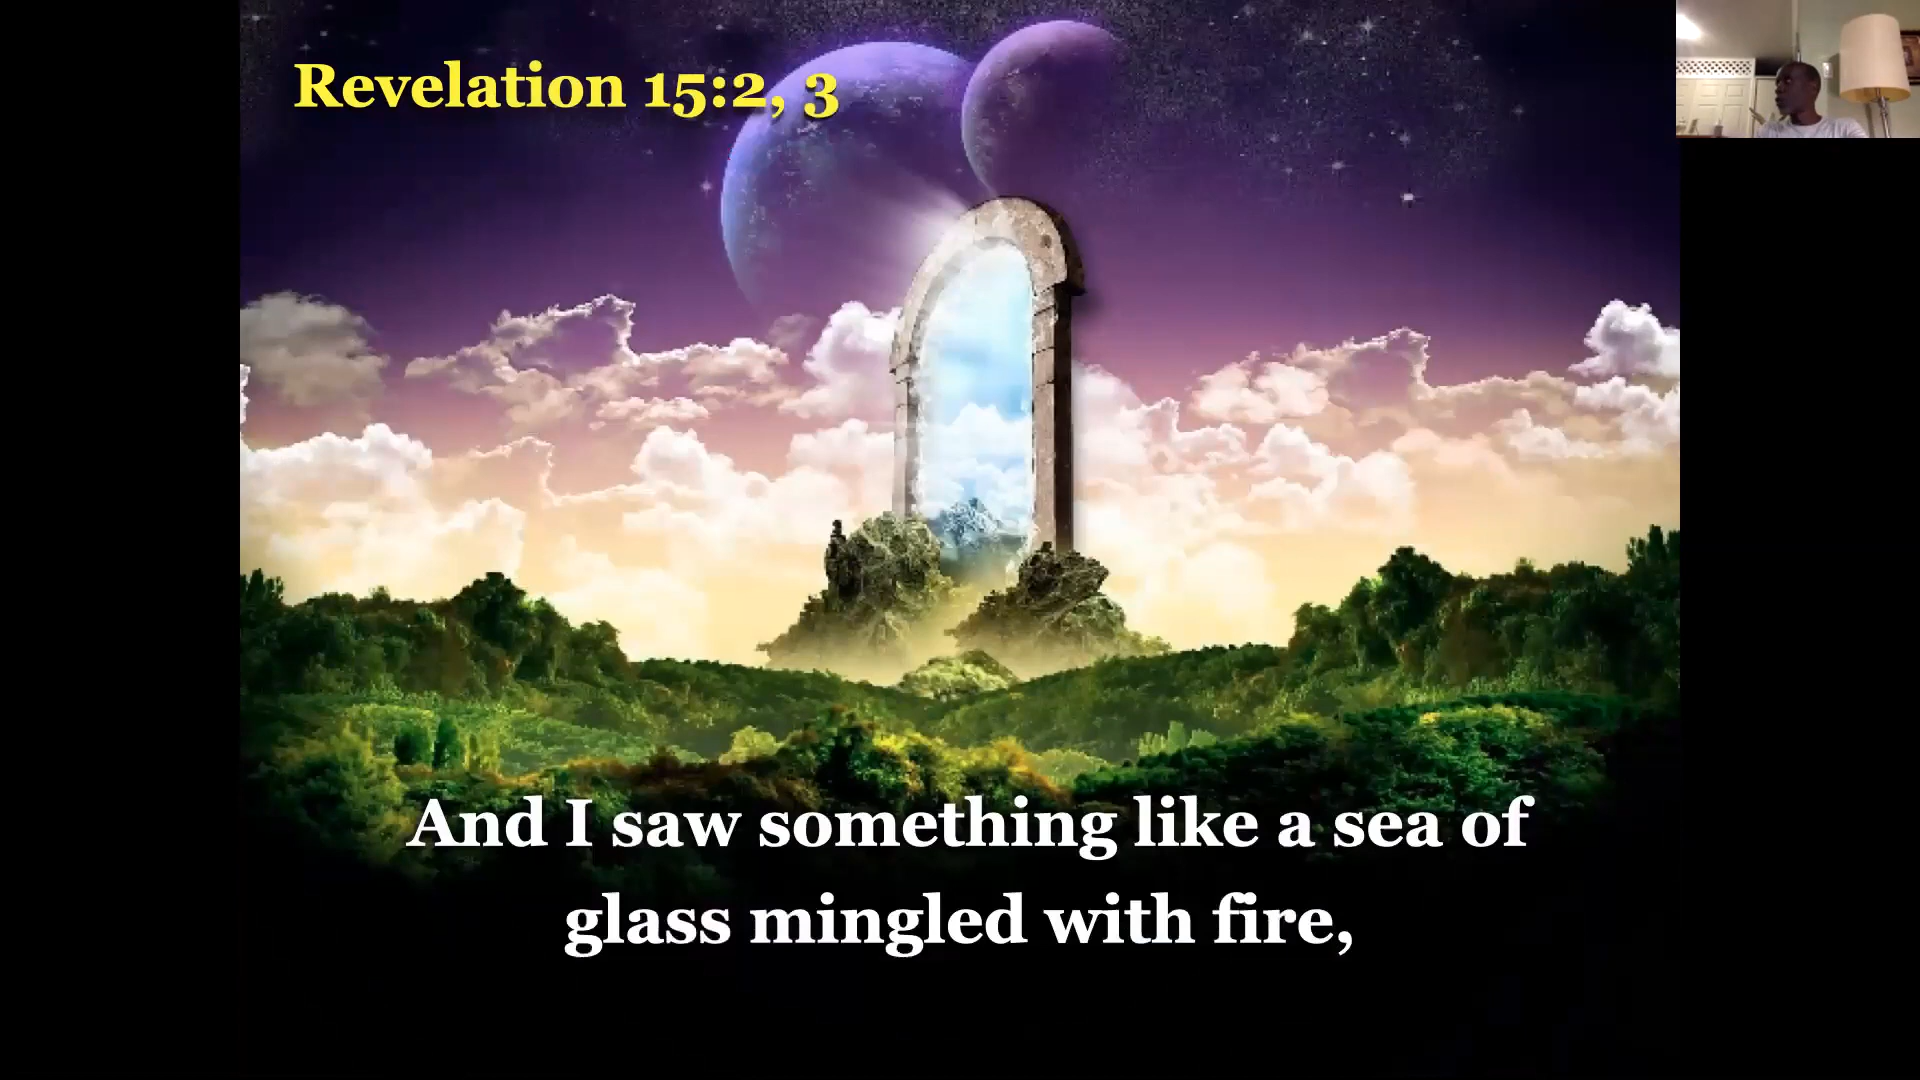 Revelation 15:2, 3
And I saw something like a sea of
glass mingled with fire,